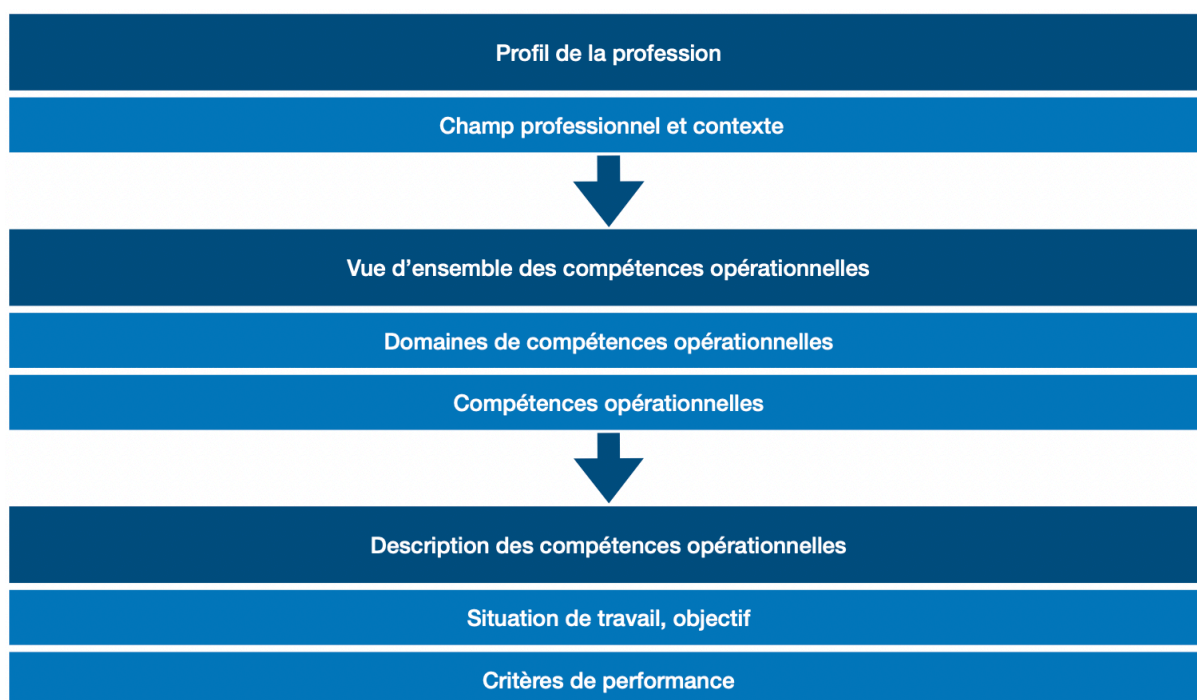 Profil de la profession
Champ professionnel et contexte
Vue d'ensemble des compétences opérationnelles
Domaines de compétences opérationnelles
Compétences opérationnelles
Description des compétences opérationnelles
Situation de travail, objectif
Critères de performance